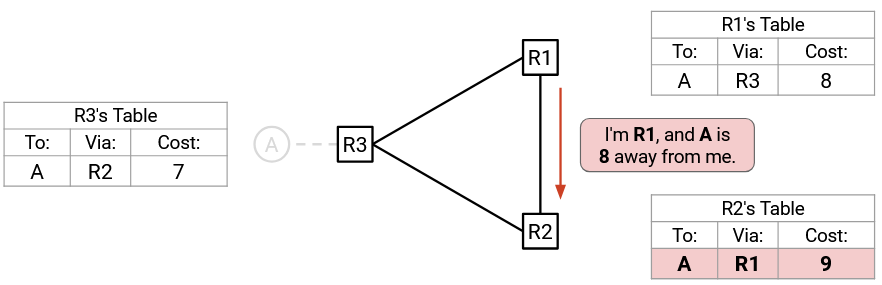 R1's Table
To: Via: Cost:
A R3 8
R1
R3's Table
To: Via: Cost:
A R2 7
A
R3
I'm R1, and A is
8 away from me.
R2
R2's Table
To: Via: Cost:
A R1 9